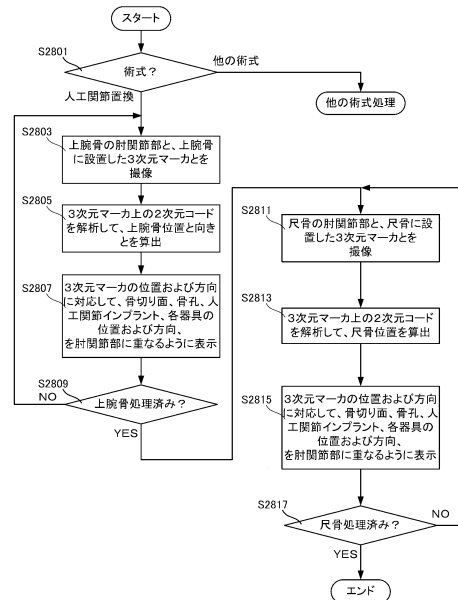 スタート
S2801
術式？
他の術式
人工関節置換
他の術式処理
S2803
上腕骨の肘関節部と、上腕骨
に設置した3次元マーカとを
撮像
S2805
3次元マーカ上の2次元コード
を解析して、上腕骨位置と向き
とを算出
S2807
3次元マーカの位置および方向
に対応して、骨切り面、骨孔、人
工関節インプラント、各器具の
位置および方向、
を肘関節部に重なるように表示
S2809
NO
上腕骨処理済み？
YES
S2811
尺骨の肘関節部と、尺骨に設
置した3次元マーカとを
撮像
S2813
3次元マーカ上の2次元コード
を解析して、尺骨位置を算出
S2815
3次元マーカの位置および方向
に対応して、骨切り面、骨孔、人
工関節インプラント、各器具の
位置および方向、
を肘関節部に重なるように表示
S2817
NO
尺骨処理済み？
YES
エンド